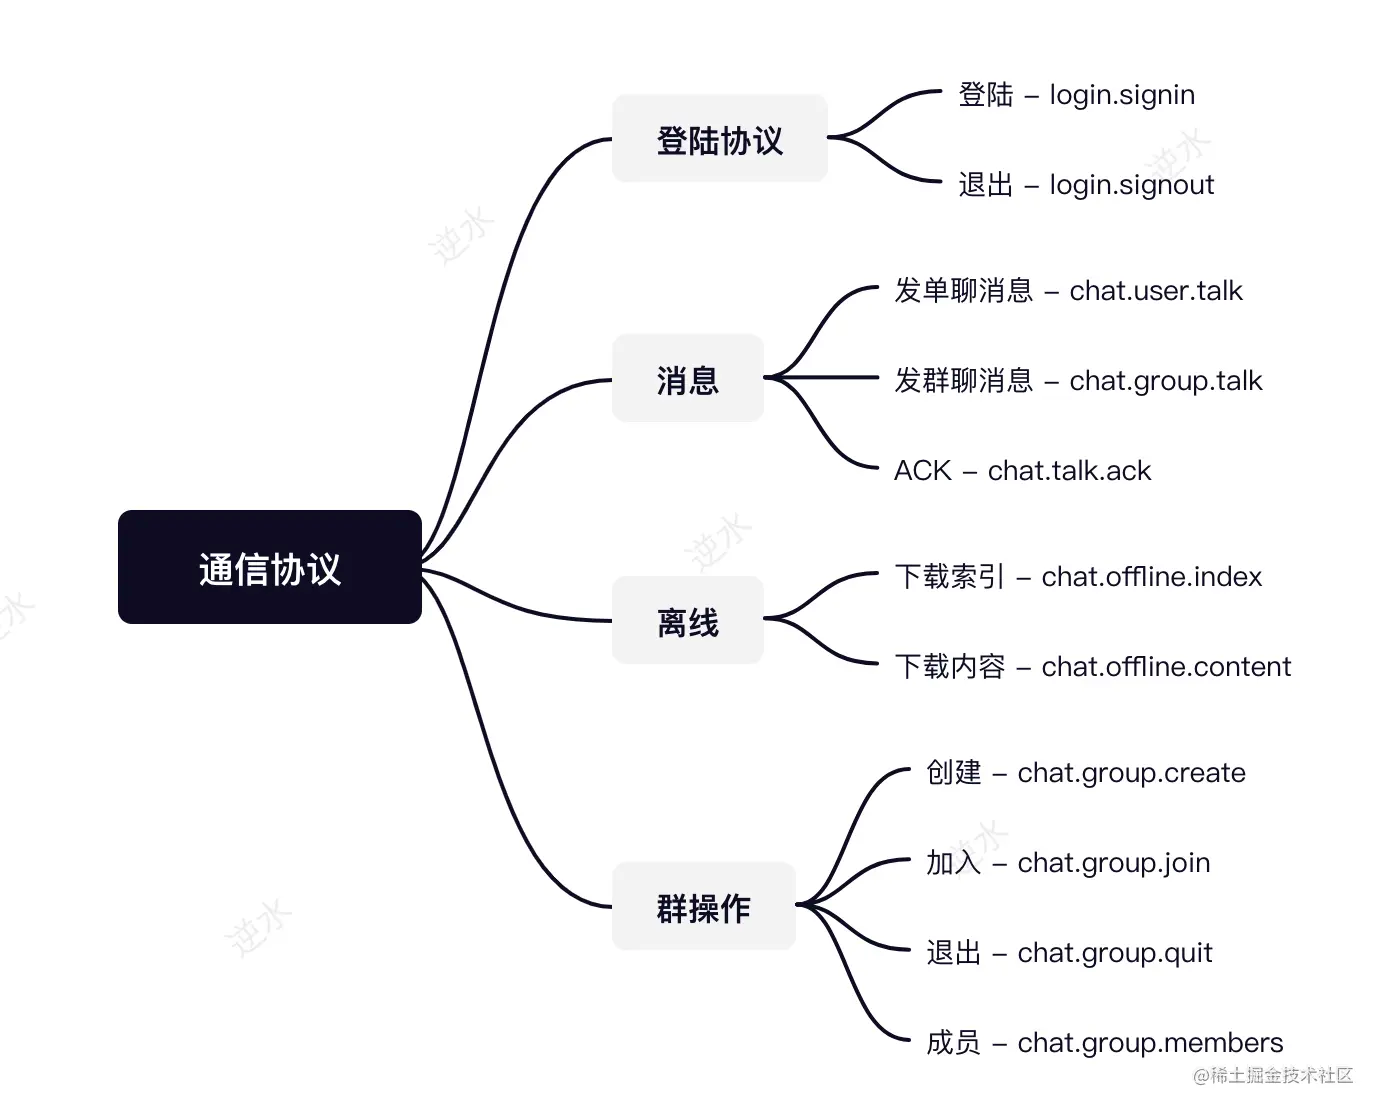 通信协议
登陆协议
登陆 – login.signin
退出 – login.signout
消息
发单聊消息 – chat.user.talk
发群聊消息 – chat.group.talk
ACK – chat.talk.ack
离线
下载索引 – chat.offline.index
下载内容 – chat.offline.content
群操作
创建 – chat.group.create
加入 – chat.group.join
退出 – chat.group.quit
成员 – chat.group.members
逆水
逆水
逆水
逆水
逆水
逆水
@稀土掘金技术社区